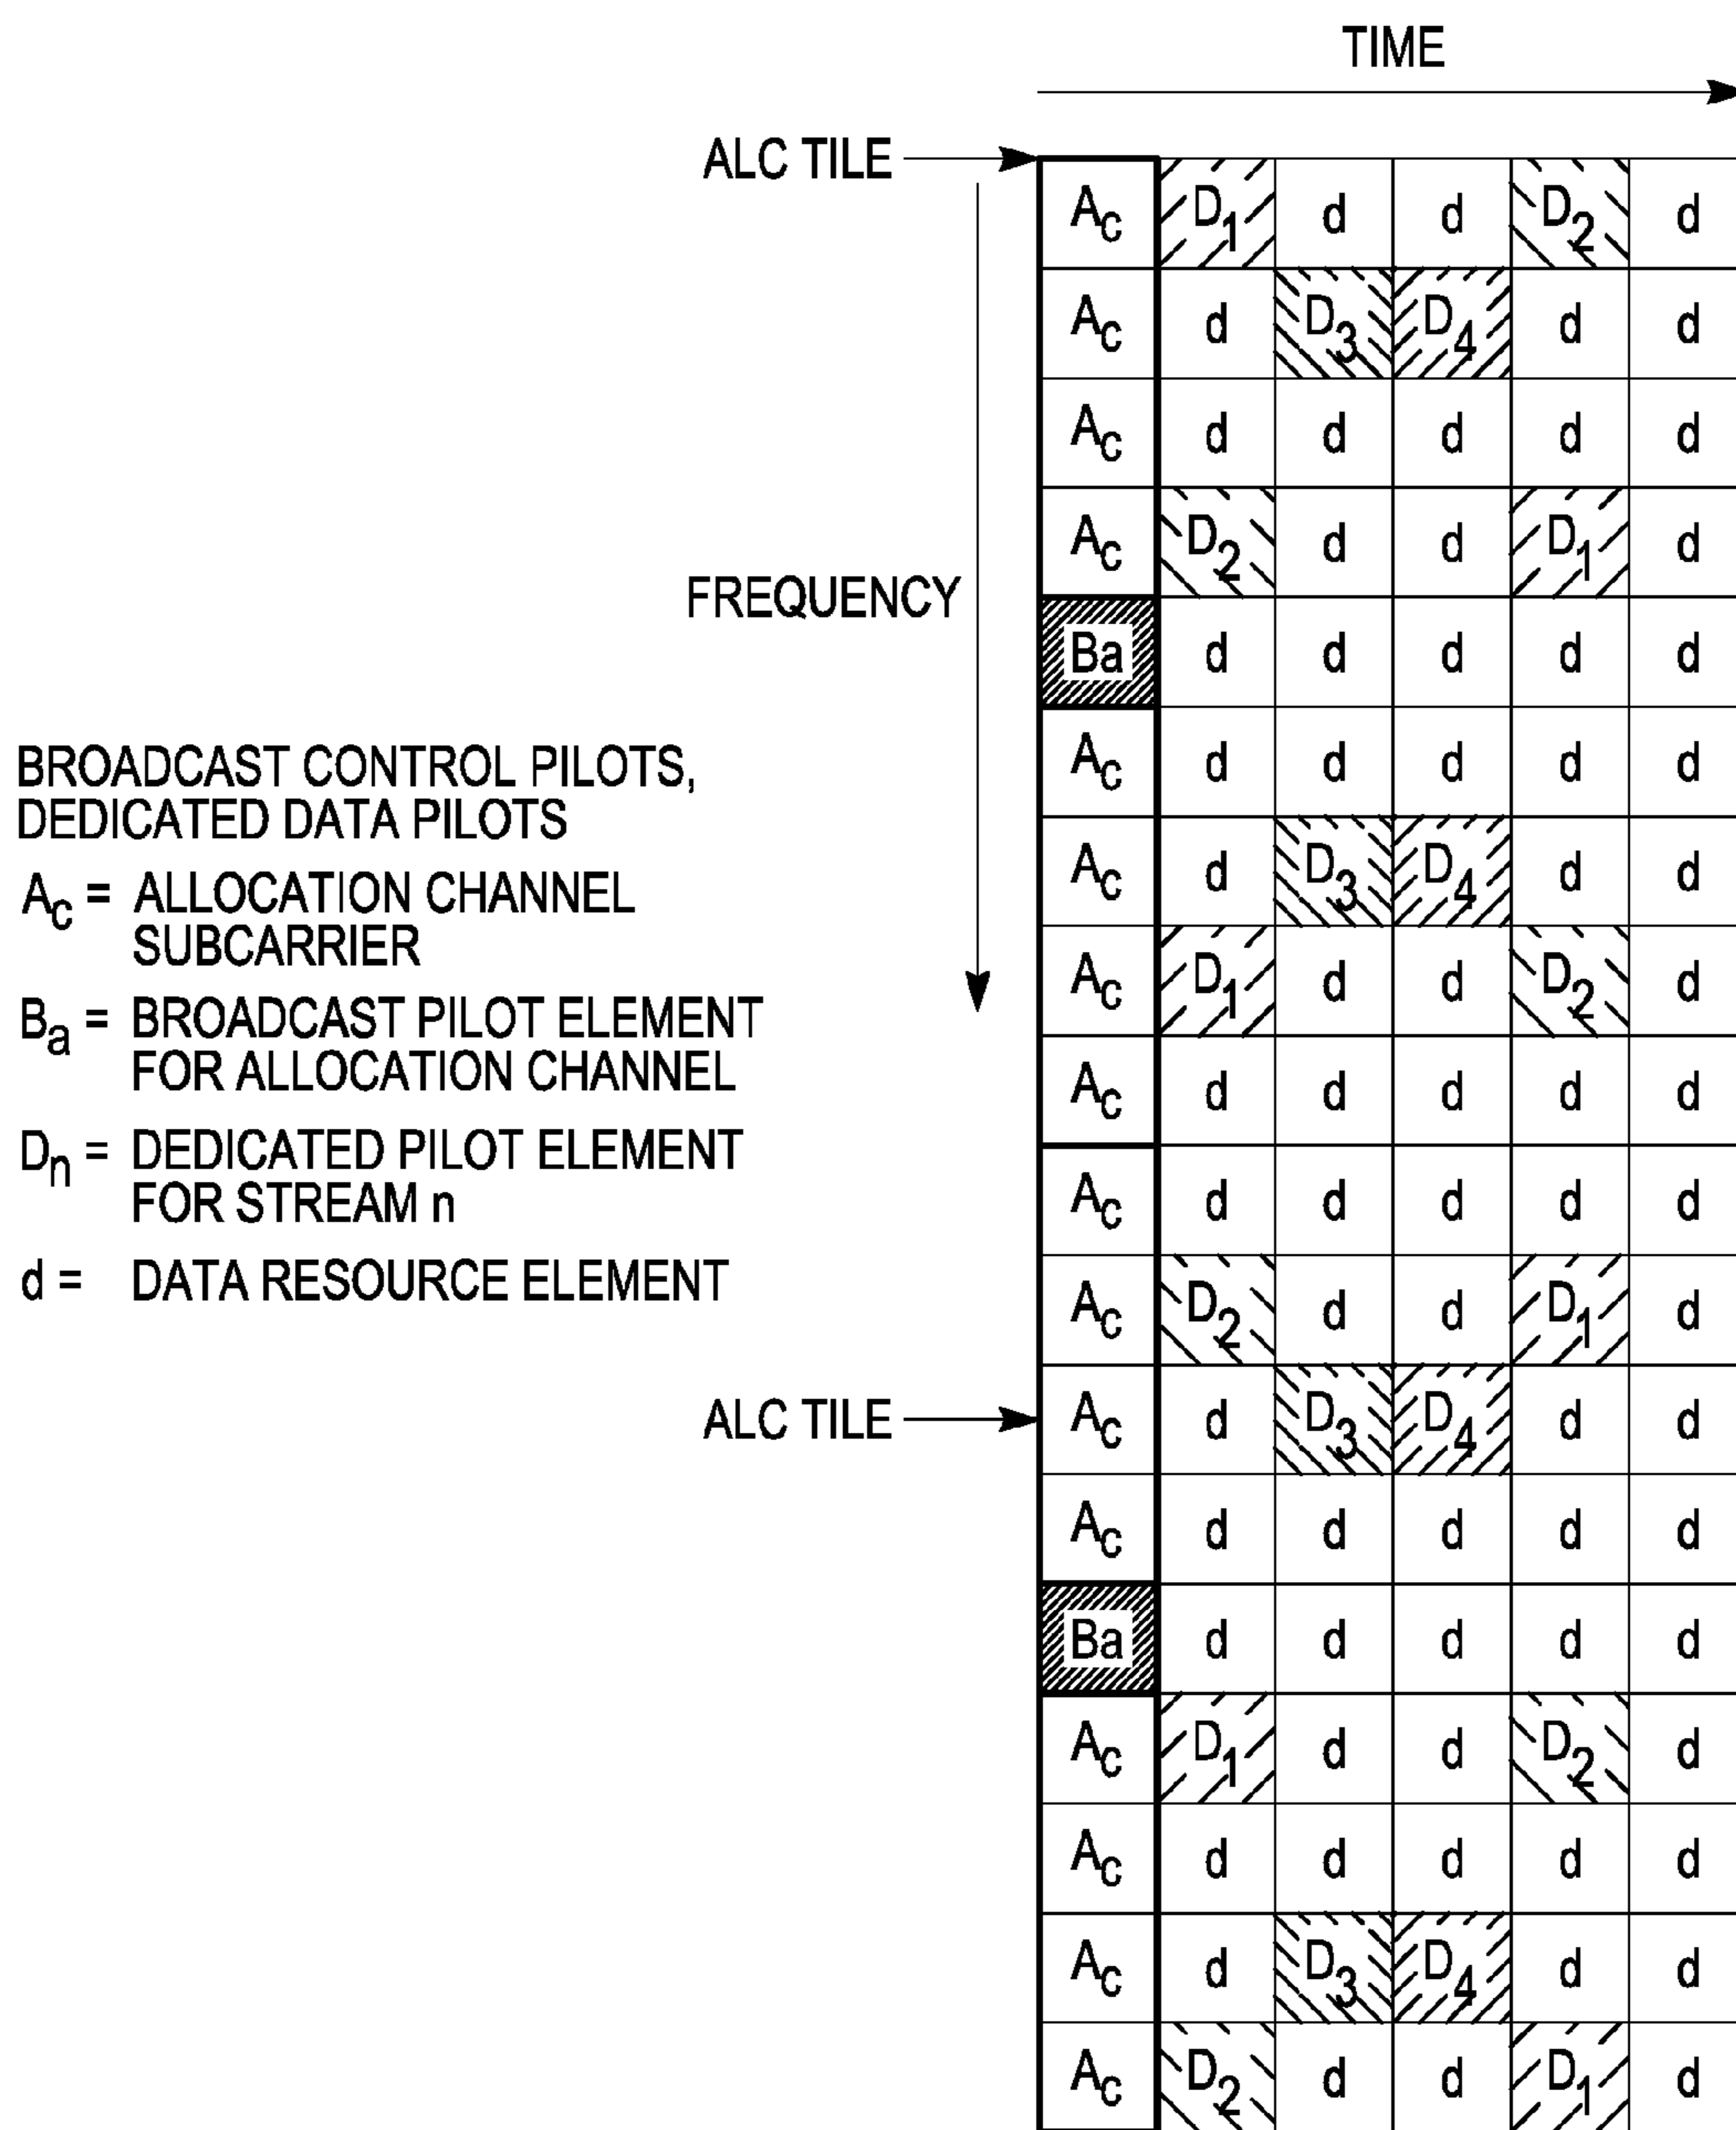 TIME
ALC TILE
FREQUENCY
BROADCAST CONTROL PILOTS,
DEDICATED DATA PILOTS
Ac = ALLOCATION CHANNEL
SUBCARRIER
Ba = BROADCAST PILOT ELEMENT
FOR ALLOCATION CHANNEL
Dn = DEDICATED PILOT ELEMENT
FOR STREAM n
d = DATA RESOURCE ELEMENT
ALC TILE
Ac D1 d d D2 d
Ac d D3 D4 d d
Ac d d d d d
Ac D2 d d D1 d
Ba d d d d d
Ac d d d d d
Ac d D3 D4 d d
Ac D1 d d D2 d
Ac d d d d d
Ac d d d d d
Ac D2 d d D1 d
Ac d D3 D4 d d
Ac d d d d d
Ba d d d d d
Ac D1 d d D2 d
Ac d d d d d
Ac d D3 D4 d d
Ac D2 d d D1 d